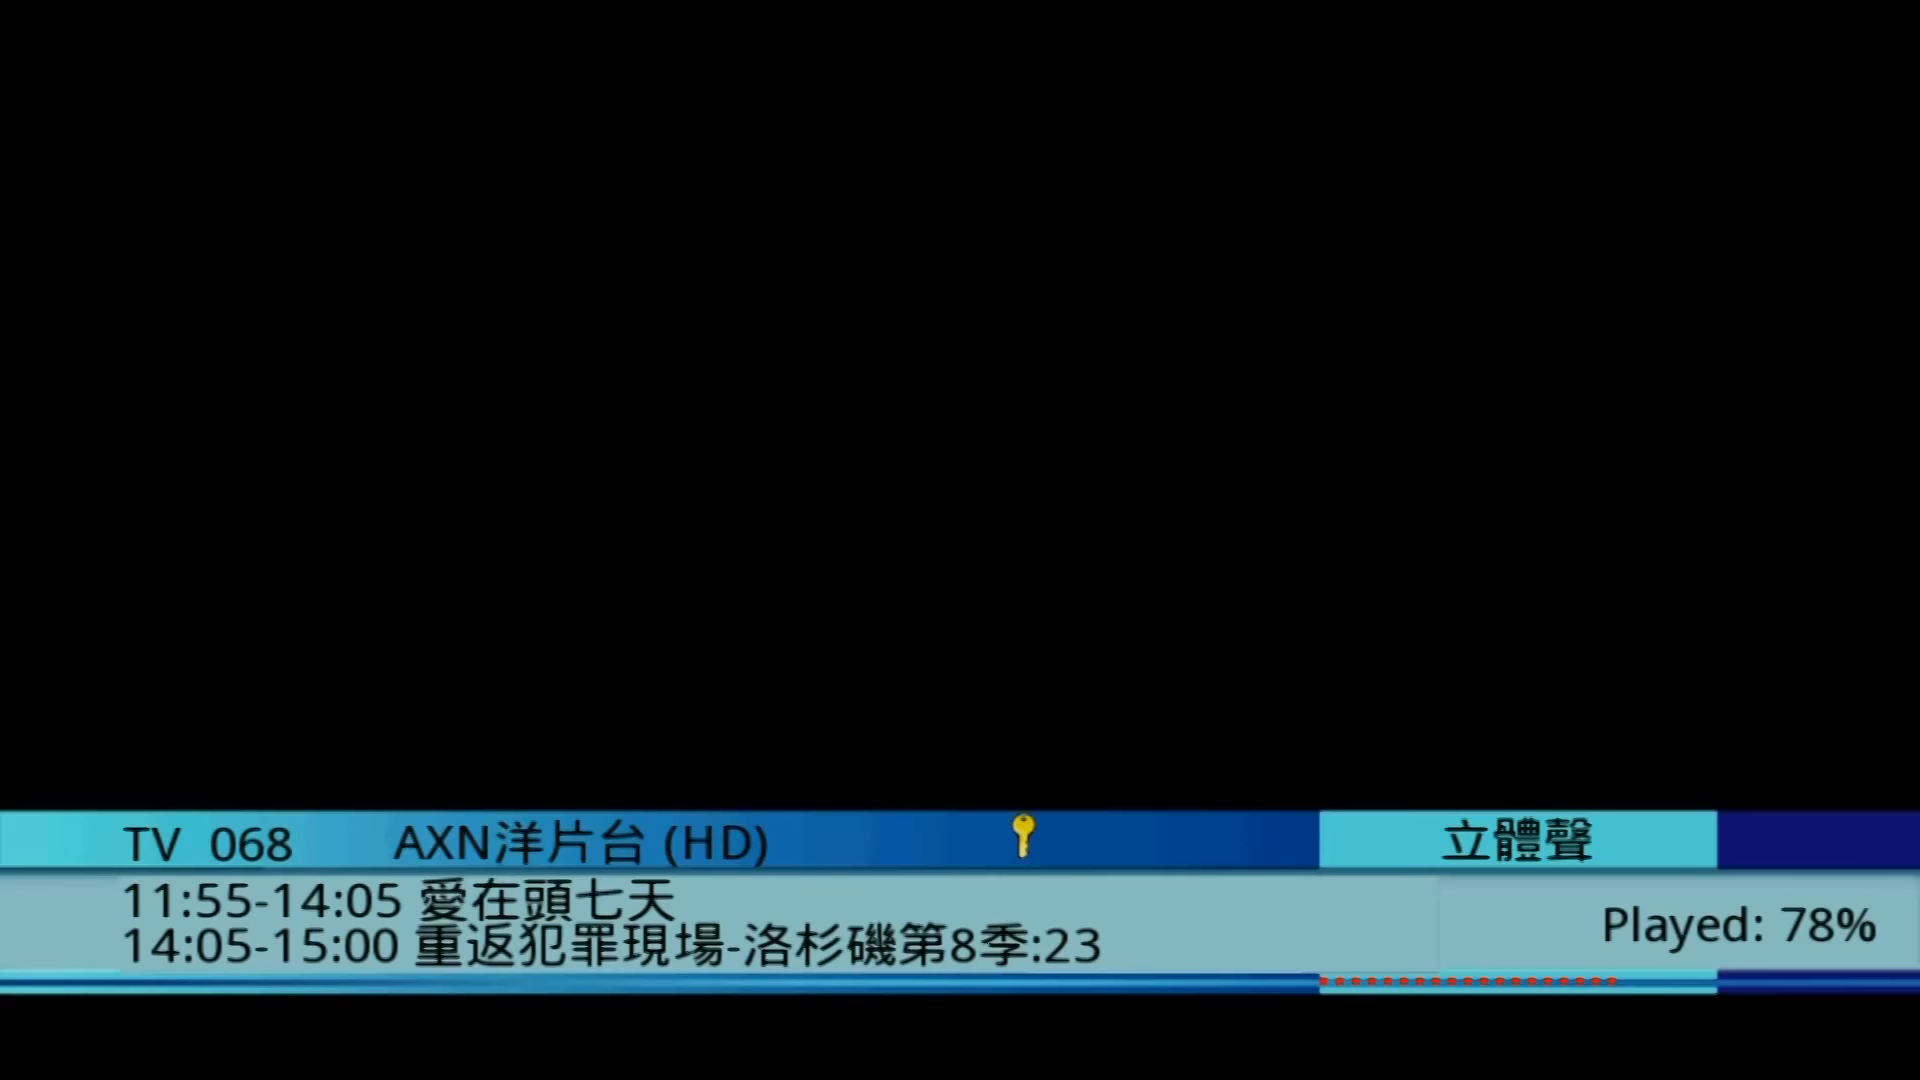 TV 068 AXN洋片台 (HD) 立體聲
11:55-14:05 愛在頭七天
14:05-15:00 重返犯罪現場-洛杉磯第8季:23
Played: 78%